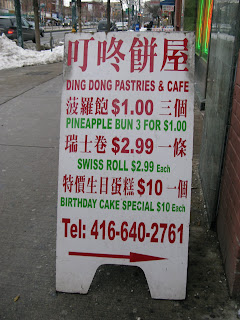 叮咚餅屋
DING DONG PASTRIES & CAFE
菠羅飽 $1.00 三個
PINEAPPLE BUN 3 FOR $1.00
瑞士卷 $2.99 一條
SWISS ROLL $2.99 Each
特價生日蛋糕 $10 一個
BIRTHDAY CAKE SPECIAL $10 Each
Tel: 416-640-2761